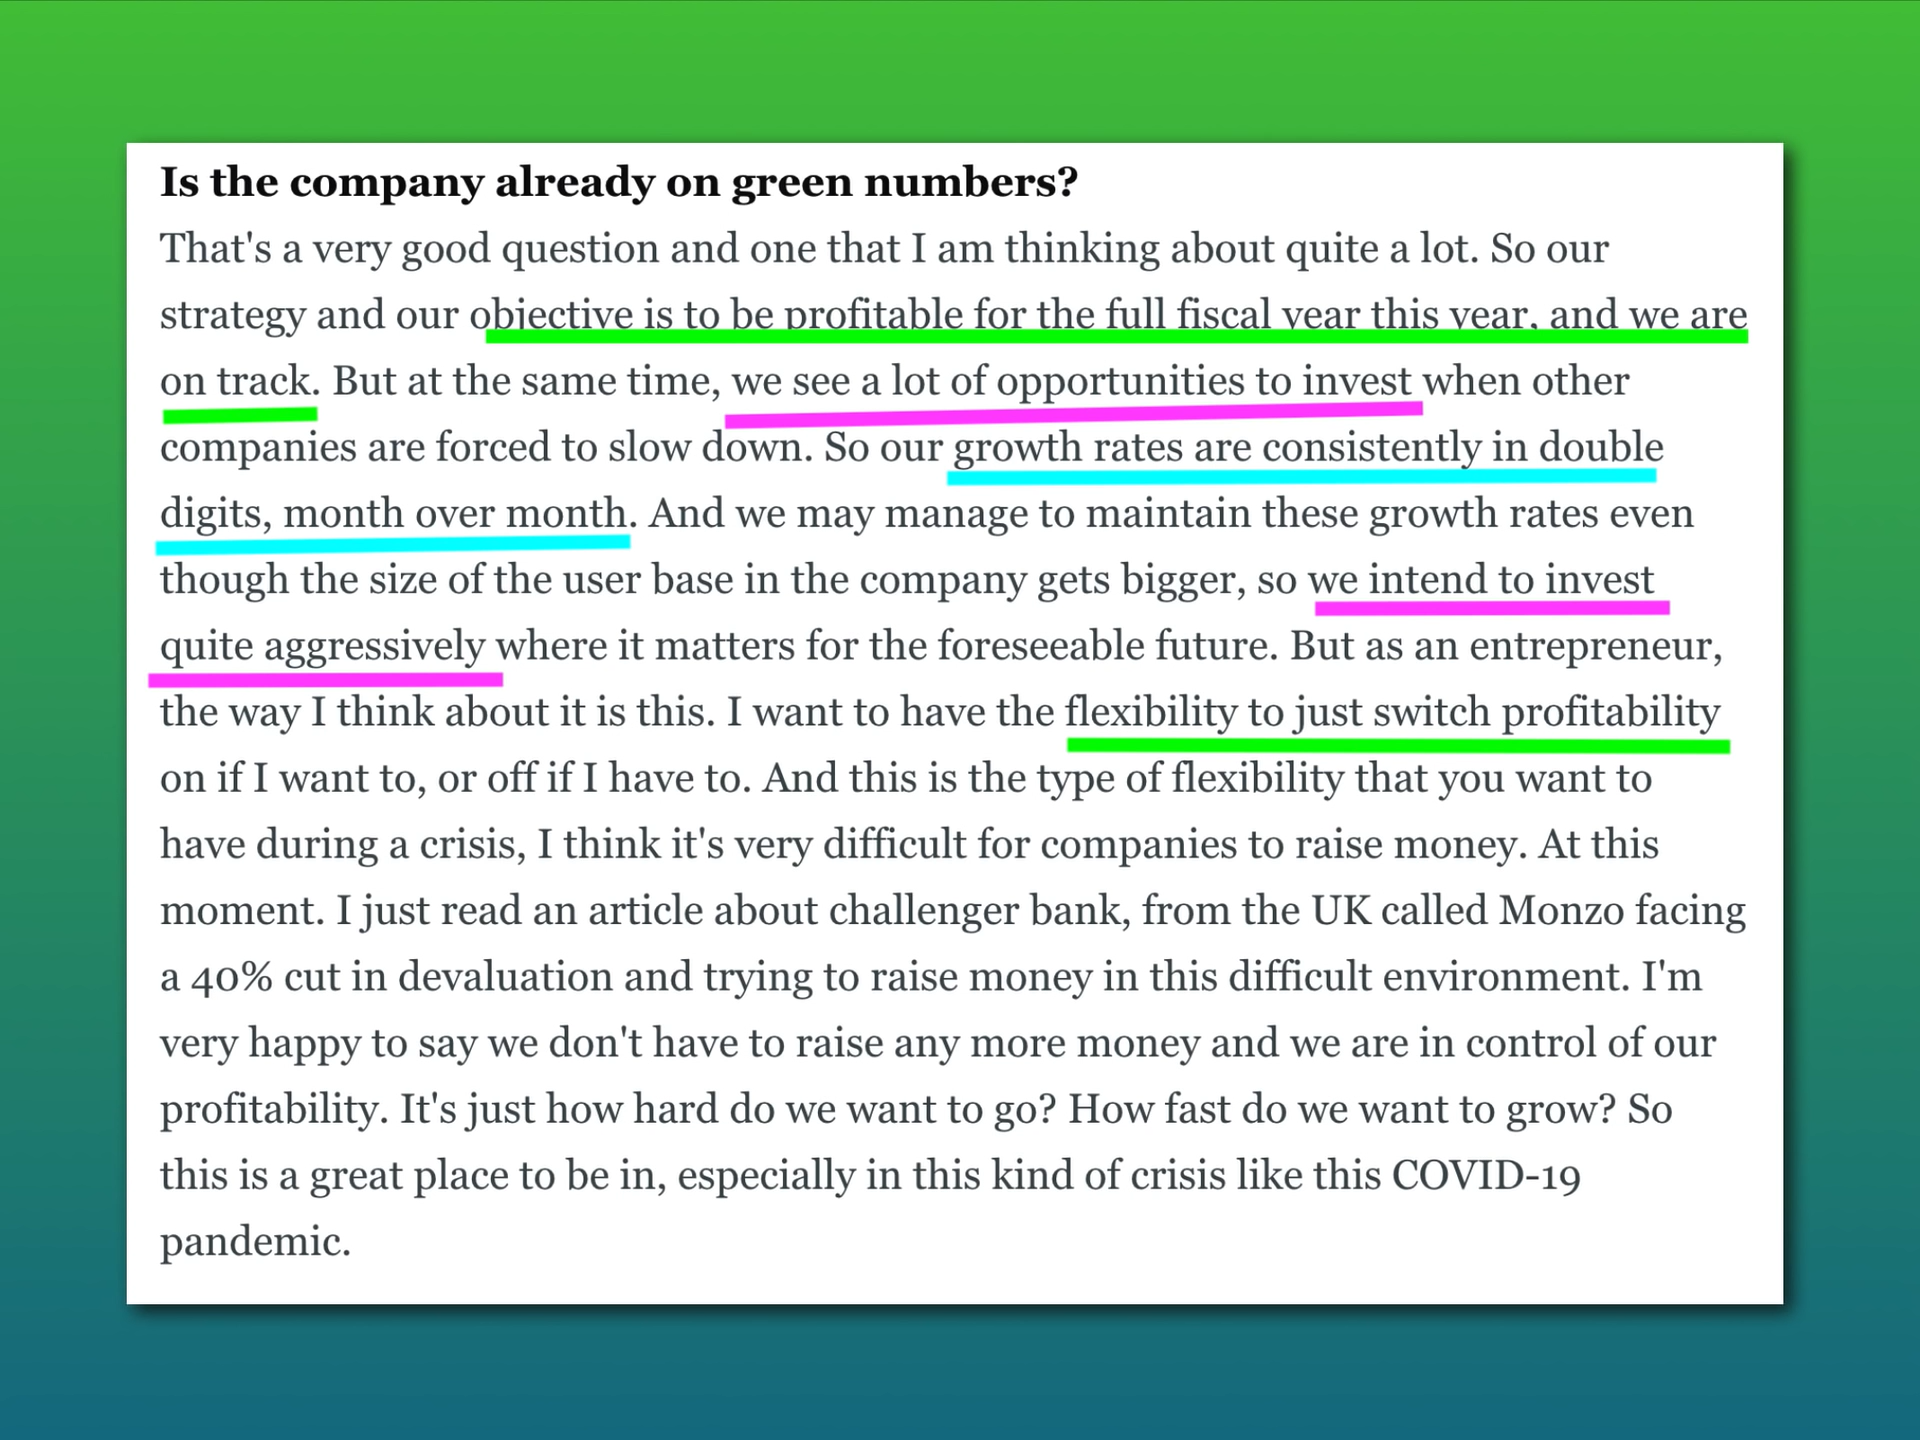 Is the company already on green numbers?
That's a very good question and one that I am thinking about quite a lot. So our
strategy and our objective is to be profitable for the full fiscal year this year, and we are
on track. But at the same time, we see a lot of opportunities to invest when other
companies are forced to slow down. So our growth rates are consistently in double
digits, month over month. And we may manage to maintain these growth rates even
though the size of the user base in the company gets bigger, so we intend to invest
quite aggressively where it matters for the foreseeable future. But as an entrepreneur,
the way I think about it is this. I want to have the flexibility to just switch profitability
on if I want to, or off if I have to. And this is the type of flexibility that you want to
have during a crisis, I think it's very difficult for companies to raise money. At this
moment. I just read an article about challenger bank, from the UK called Monzo facing
a 40% cut in devaluation and trying to raise money in this difficult environment. I'm
very happy to say we don't have to raise any more money and we are in control of our
profitability. It's just how hard do we want to go? How fast do we want to grow? So
this is a great place to be in, especially in this kind of crisis like this COVID-19
pandemic.